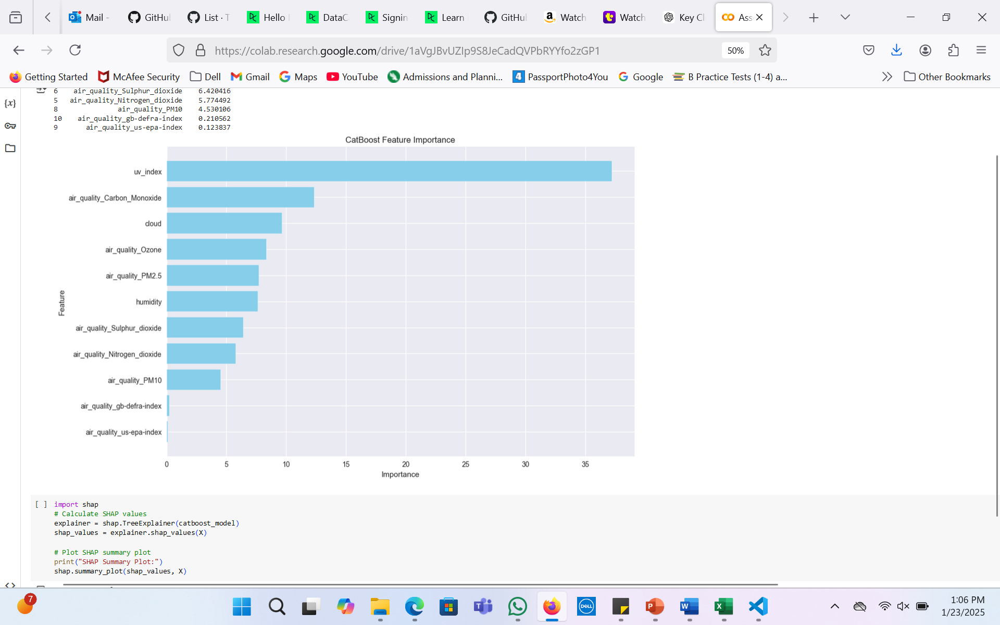 Mail -
GitHu
List · T
Hello
DataC
Signin
Learn
GitHu
Watch
Watch
Key Cl
Ass
https://colab.research.google.com/drive/1aVgJBvUZIp9S8JeCadQVPbRYYfo2zGP1
50%
Getting Started
McAfee Security
Dell
Gmail
Maps
YouTube
Admissions and Planni...
PassportPhoto4You
Google
B Practice Tests (1-4) a...
Other Bookmarks
{x}
6 air_quality_Sulphur_dioxide 6.420416
5 air_quality_Nitrogen_dioxide 5.774492
8 air_quality_PM10 4.530106
10 air_quality_gb-defra-index 0.210562
9 air_quality_us-epa-index 0.123837
CatBoost Feature Importance
uv_index
air_quality_Carbon_Monoxide
cloud
air_quality_Ozone
air_quality_PM2.5
Feature
humidity
air_quality_Sulphur_dioxide
air_quality_Nitrogen_dioxide
air_quality_PM10
air_quality_gb-defra-index
air_quality_us-epa-index
0 5 10 15 20 25 30 35
Importance
[ ] import shap
# Calculate SHAP values
explainer = shap.TreeExplainer(catboost_model)
shap_values = explainer.shap_values(X)
# Plot SHAP summary plot
print("SHAP Summary Plot:")
shap.summary_plot(shap_values, X)
7
DELL
1:06 PM
1/23/2025